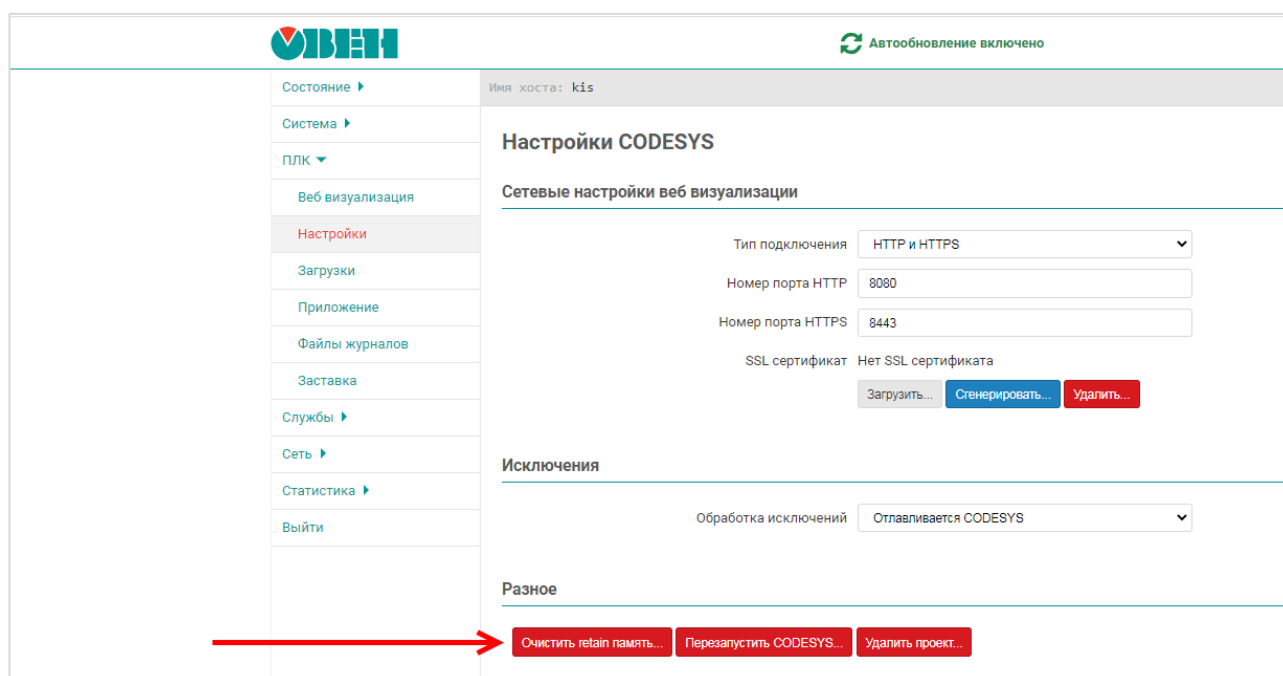 ОВЕН
Автообновление включено
Состояние
Имя хоста: kis
Система
ПЛК
Веб визуализация
Настройки
Загрузки
Приложение
Файлы журналов
Заставка
Службы
Сеть
Статистика
Выйти
Настройки CODESYS
Сетевые настройки веб визуализации
Тип подключения HTTP и HTTPS
Номер порта HTTP 8080
Номер порта HTTPS 8443
SSL сертификат Нет SSL сертификата
Загрузить... Сгенерировать... Удалить...
Исключения
Обработка исключений Отлавливается CODESYS
Разное
Очистить retain память... Перезапустить CODESYS... Удалить проект...